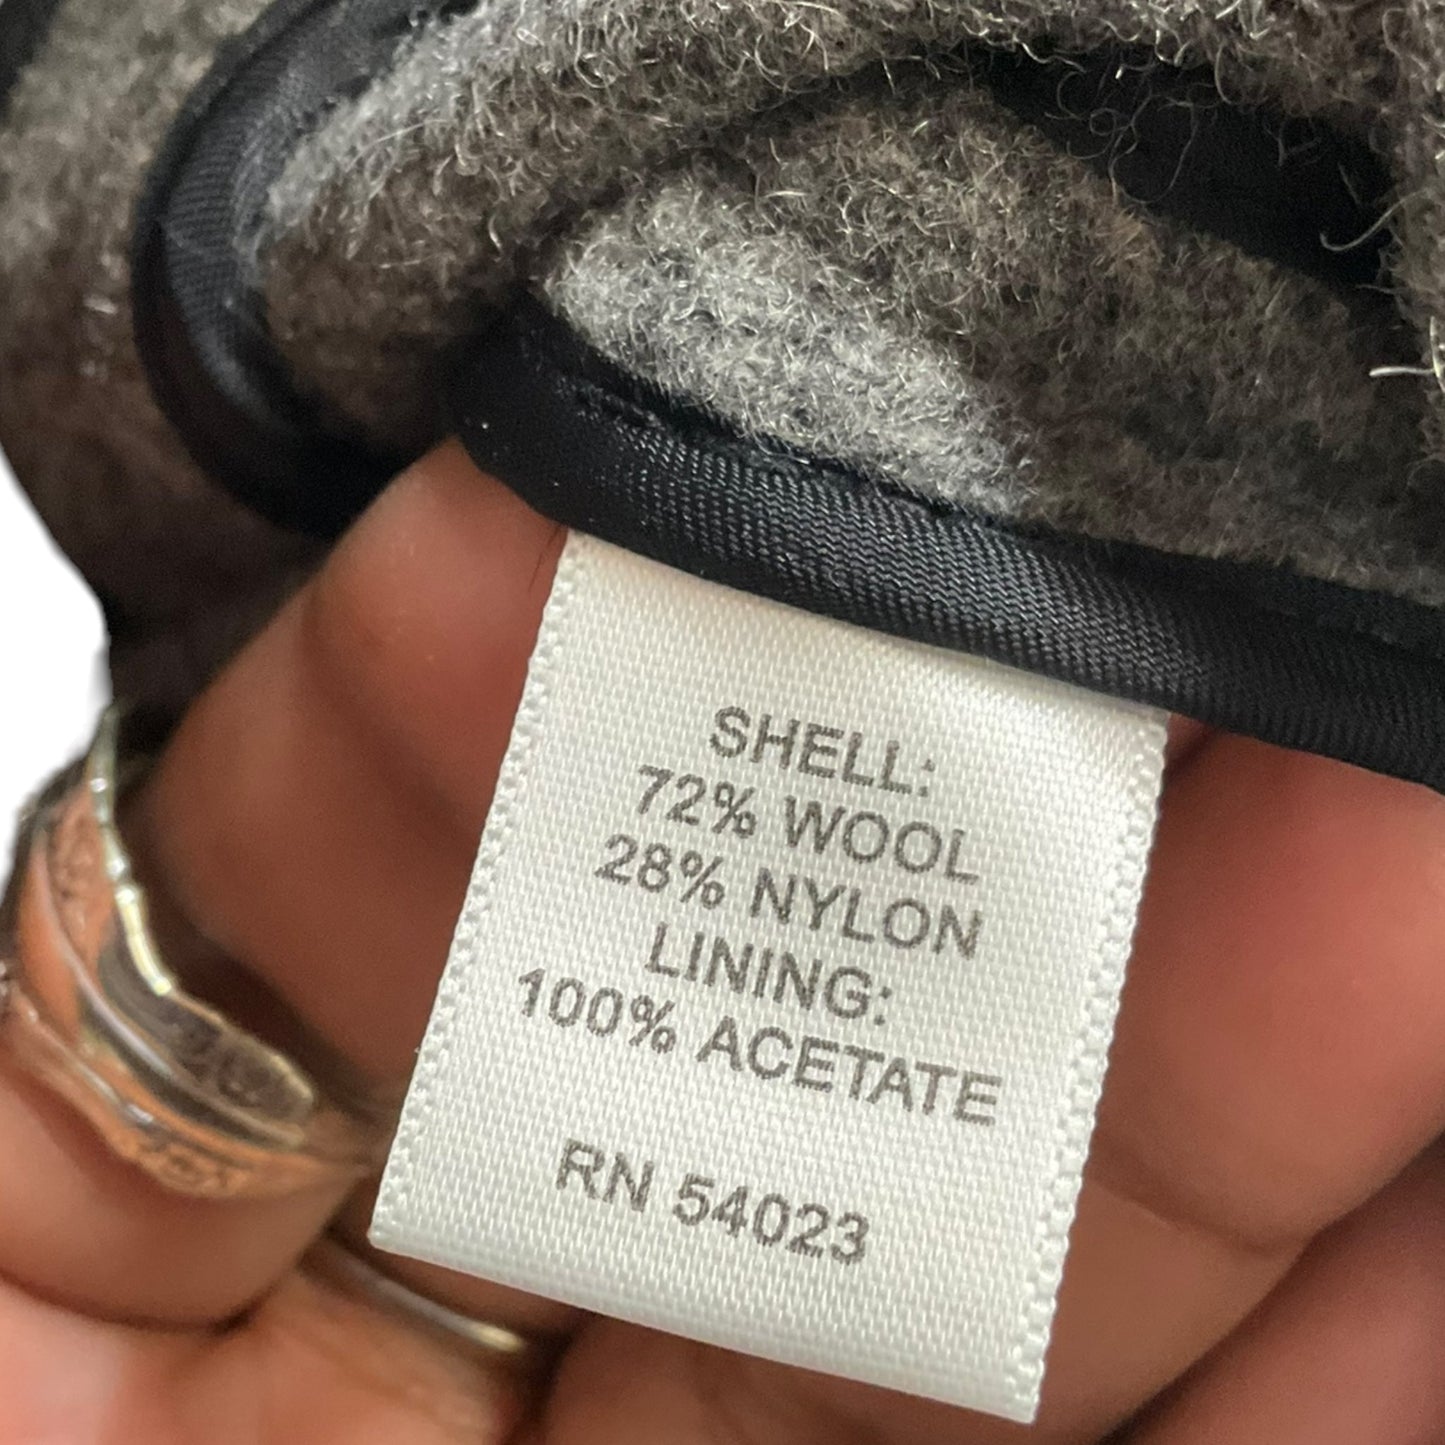 SHELL:
72% WOOL
28% NYLON
LINING:
100% ACETATE
RN 54023